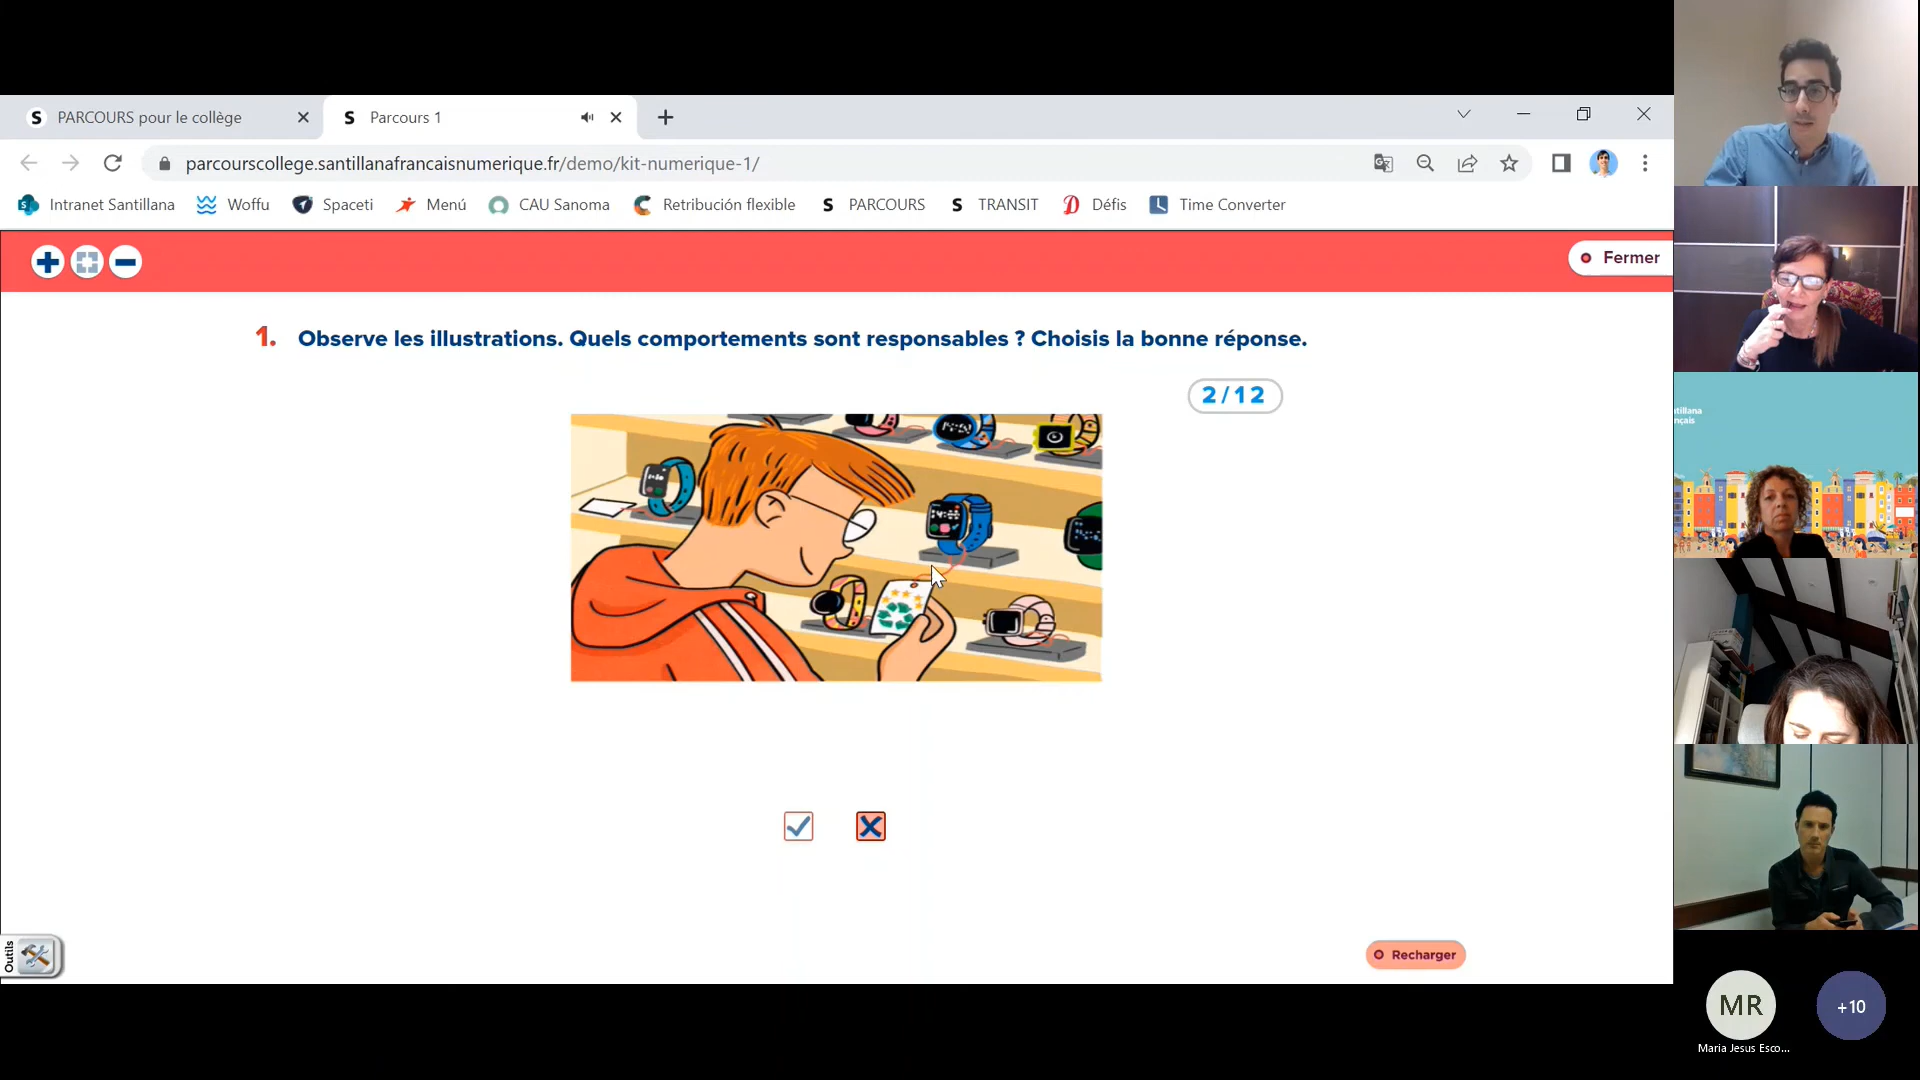 PARCOURS pour le collège
Parcours 1
parcourscollege.santillanafrancaisnumerique.fr/demo/kit-numerique-1/
Intranet Santillana
Woffu
Spaceti
Menú
CAU Sanoma
Retribución flexible
PARCOURS
TRANSIT
Défis
Time Converter
Fermer
1. Observe les illustrations. Quels comportements sont responsables ? Choisis la bonne réponse.
2/12
Outils
Recharger
MR
+10
Maria Jesus Esco...